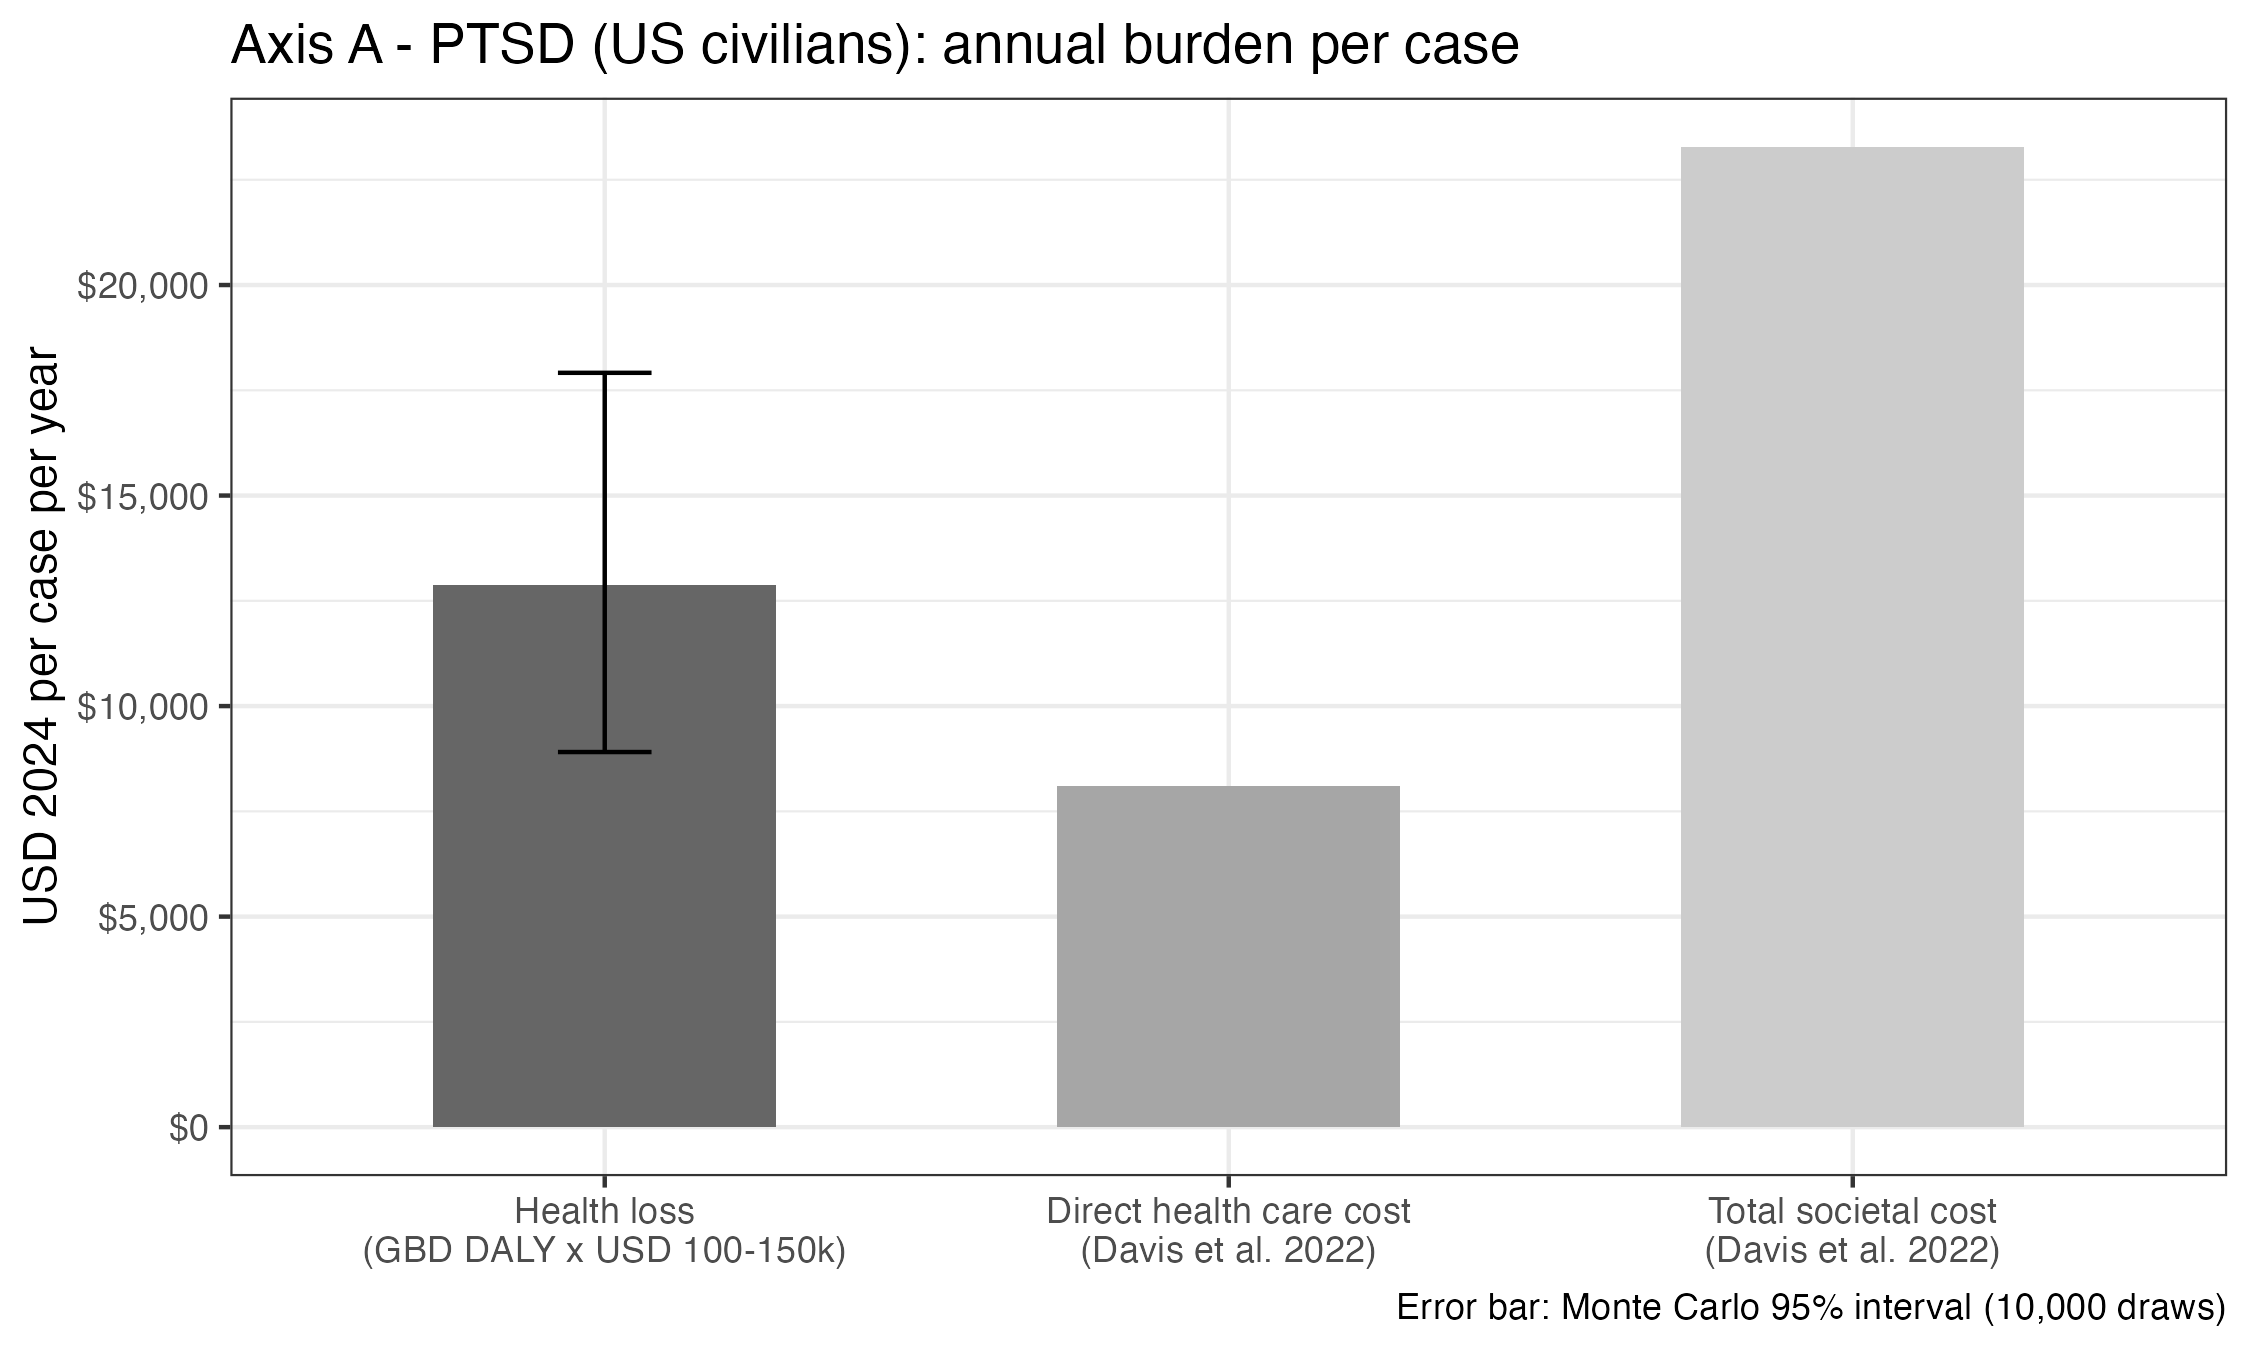 Axis A - PTSD (US civilians): annual burden per case
USD 2024 per case per year
$20,000
$15,000
$10,000
$5,000
$0
Health loss
(GBD DALY x USD 100-150k)
Direct health care cost
(Davis et al. 2022)
Total societal cost
(Davis et al. 2022)
Error bar: Monte Carlo 95% interval (10,000 draws)